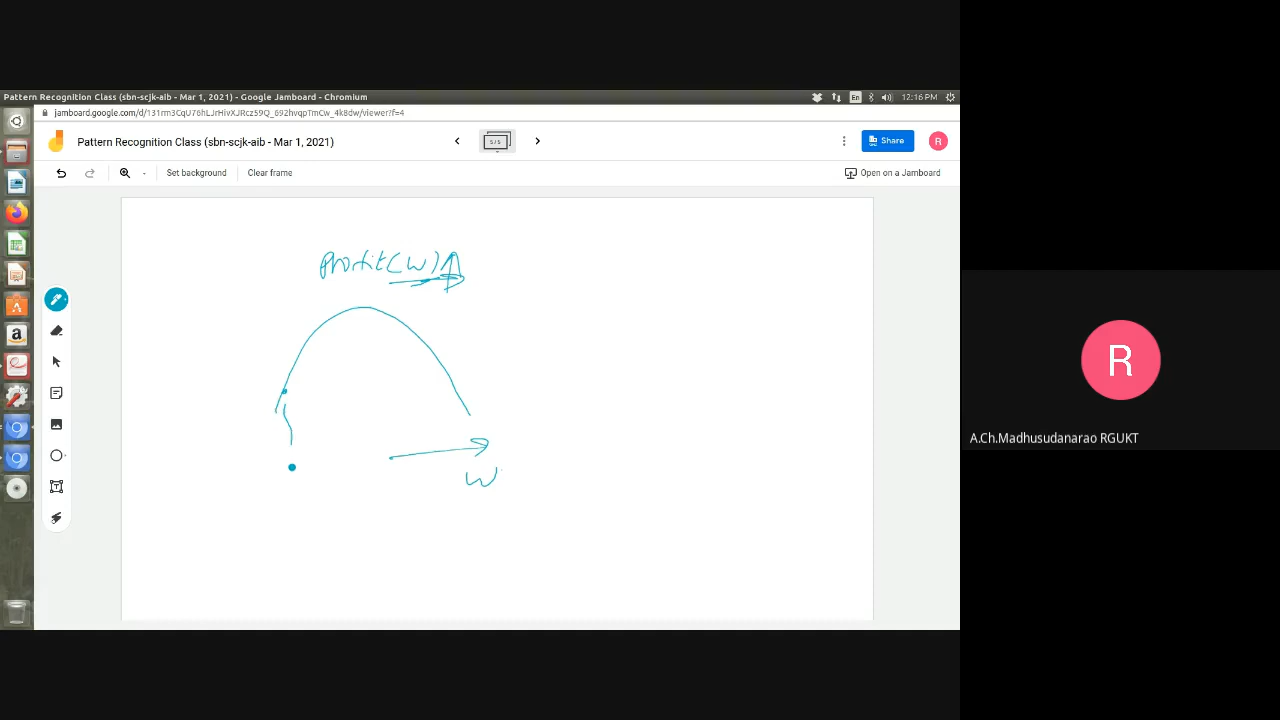 Pattern Recognition Class (sbn-scjk-aib - Mar 1, 2021) - Google Jamboard - Chromium
En
12:16 PM
jamboard.google.com/d/131rm3CqU76hLJrHivXJRcz59Q_692hvqpTmCw_4k8dw/viewer?f=4
Pattern Recognition Class (sbn-scjk-aib - Mar 1, 2021)
5 / 5
Share
R
Set background
Clear frame
Open on a Jamboard
Profit(w)↑
w
R
A.Ch.Madhusudanarao RGUKT